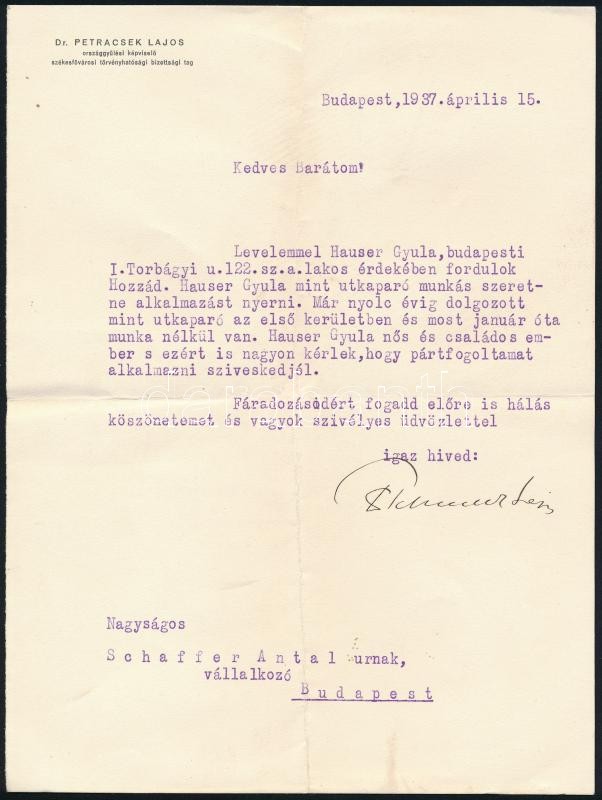 Dr. PETRACSEK LAJOS
országgyűlési képviselő
székesfővárosi törvényhatósági bizottsági tag
Budapest,1937.április 15.
Kedves Barátom!
Levelemmel Hauser Gyula,budapesti
I.Torbágyi u.122.sz.a.lakos érdekében fordulok
Hozzád. Hauser Gyula mint utkaparó munkás szeret-
ne alkalmazást nyerni. Már nyolc évig dolgozott
mint utkaparó az első kerületben és most január óta
munka nélkül van. Hauser Gyula nős és családos em-
ber s ezért is nagyon kérlek,hogy pártfogoltamat
alkalmazni sziveskedjél.
Fáradozásidért fogadd előre is hálás
köszönetemet és vagyok szivélyes üdvözlettel
igaz hived:
Nagyságos
Schaffer Antal urnak,
vállalkozó
Budapest